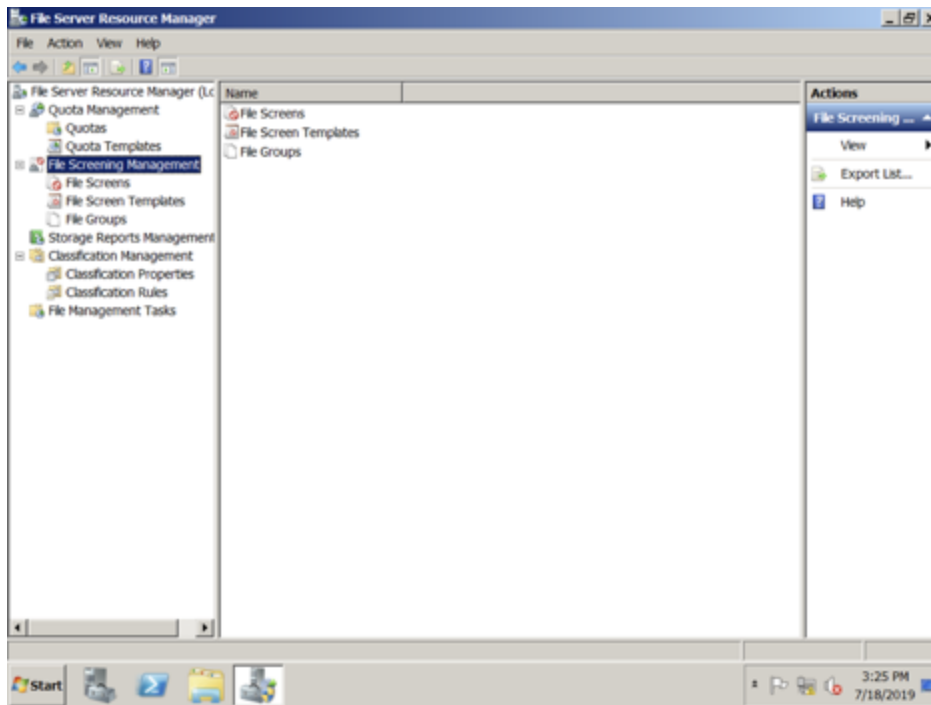 File Server Resource Manager
File Action View Help
File Server Resource Manager (Lc
Quota Management
Quotas
Quota Templates
File Screening Management
File Screens
File Screen Templates
File Groups
Storage Reports Management
Classification Management
Classification Properties
Classification Rules
File Management Tasks
Name
File Screens
File Screen Templates
File Groups
Actions
File Screening ...
View
Export List...
Help
Start
3:25 PM
7/18/2019